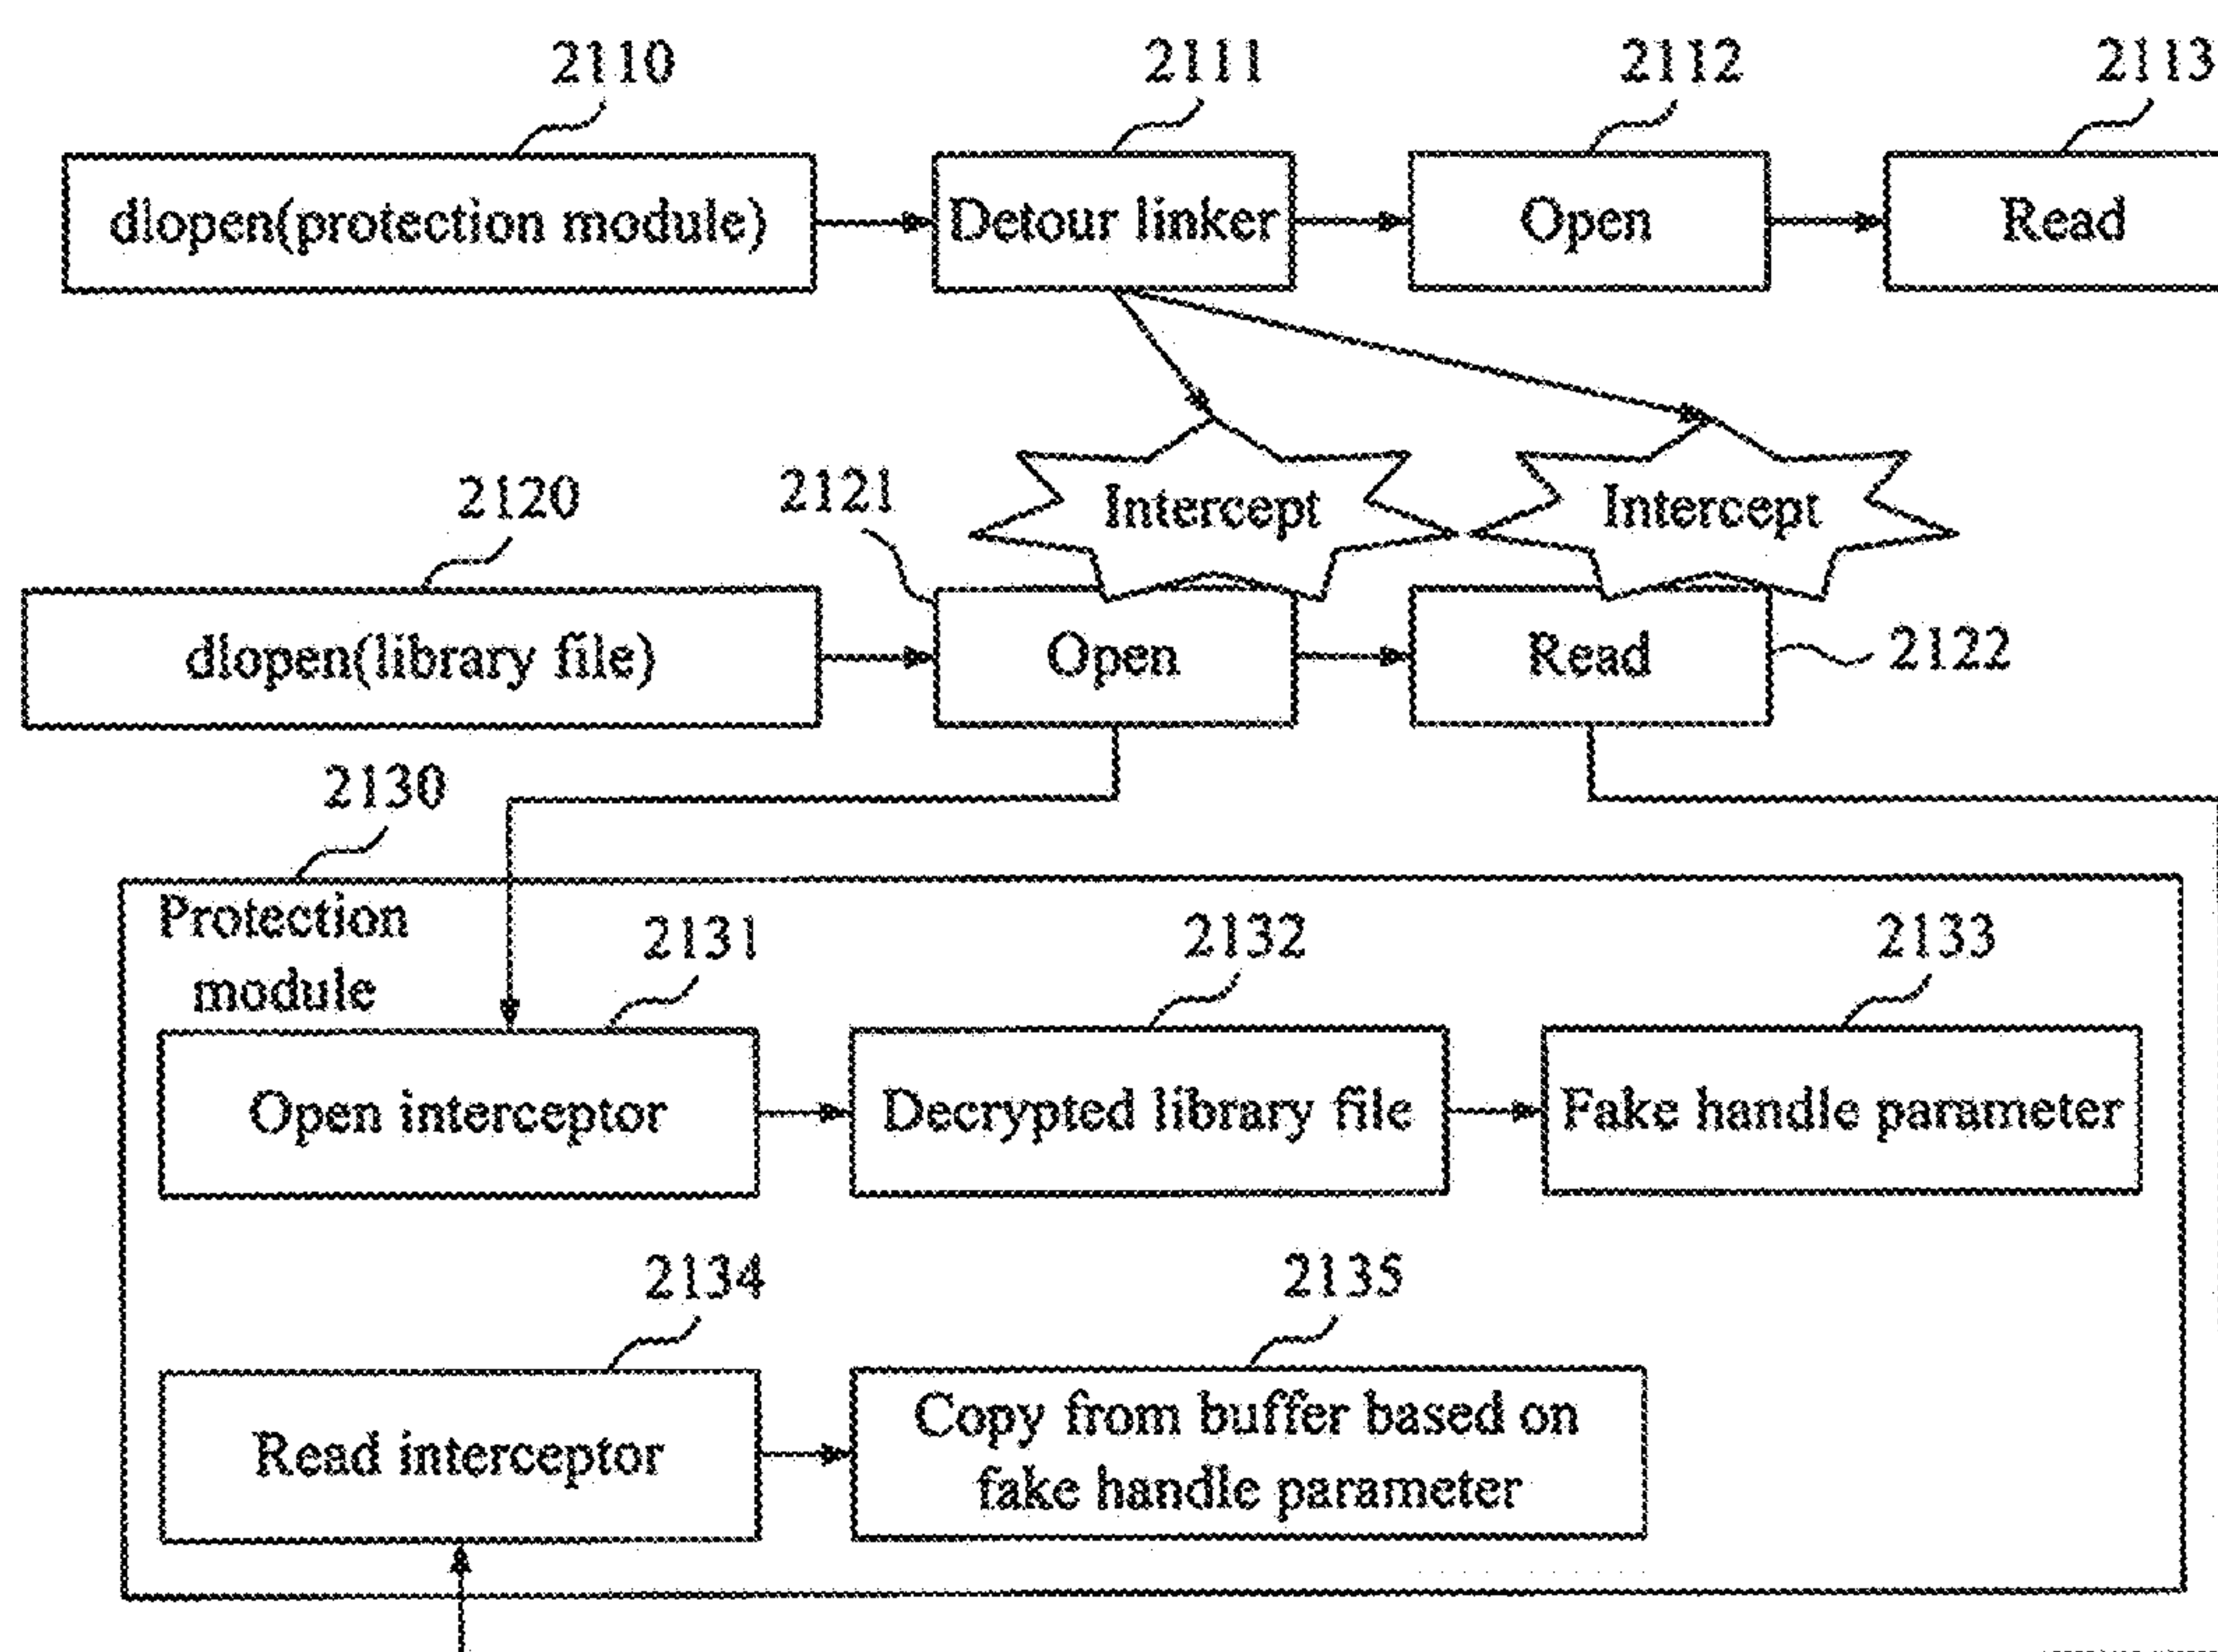 2110
2111
2112
2113
dlopen(protection module)
Detour linker
Open
Read
Intercept
Intercept
2120
2121
dlopen(library file)
Open
Read
2122
2130
Protection
module
2131
2132
2133
Open interceptor
Decrypted library file
Fake handle parameter
2134
2135
Read interceptor
Copy from buffer based on
fake handle parameter